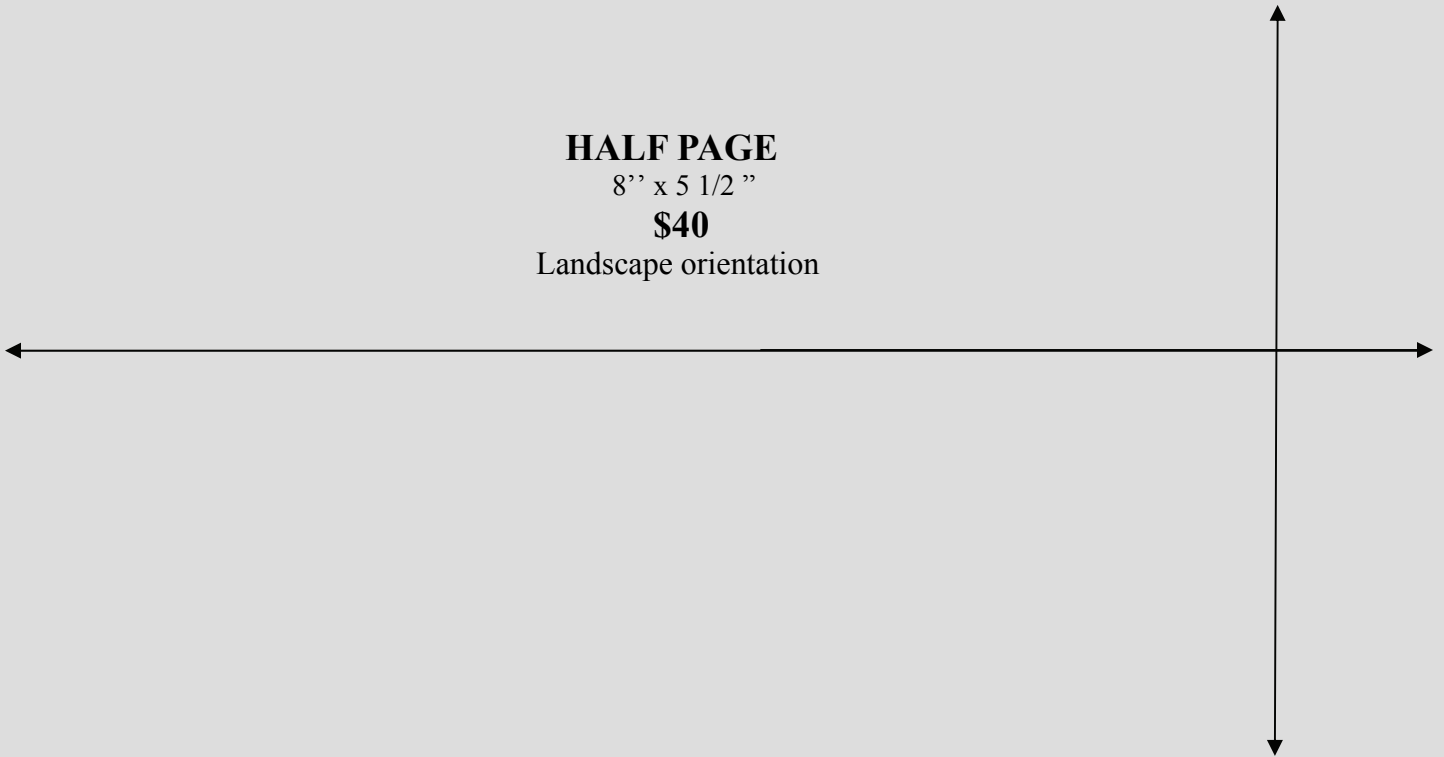 HALF PAGE
8’’ x 5 1/2 ”
$40
Landscape orientation